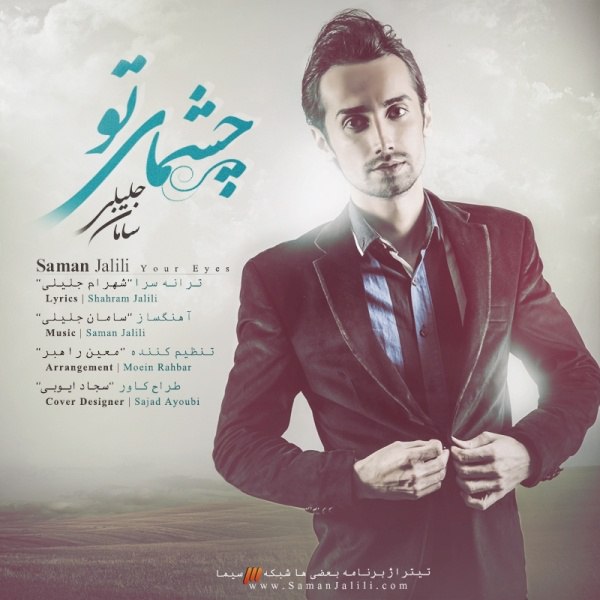 چشمای تو
سامان جلیلی
Saman Jalili Your Eyes
ترانه سرا "شهرام جلیلی"
Lyrics | Shahram Jalili
آهنگساز "سامان جلیلی"
Music | Saman Jalili
تنظیم کننده "معین راهبر"
Arrangement | Moein Rahbar
طراح کاور "سجاد ایوبی"
Cover Designer | Sajad Ayoubi
تیتراژ برنامه بعضی ها شبکه 3 سیما
www.SamanJalili.com